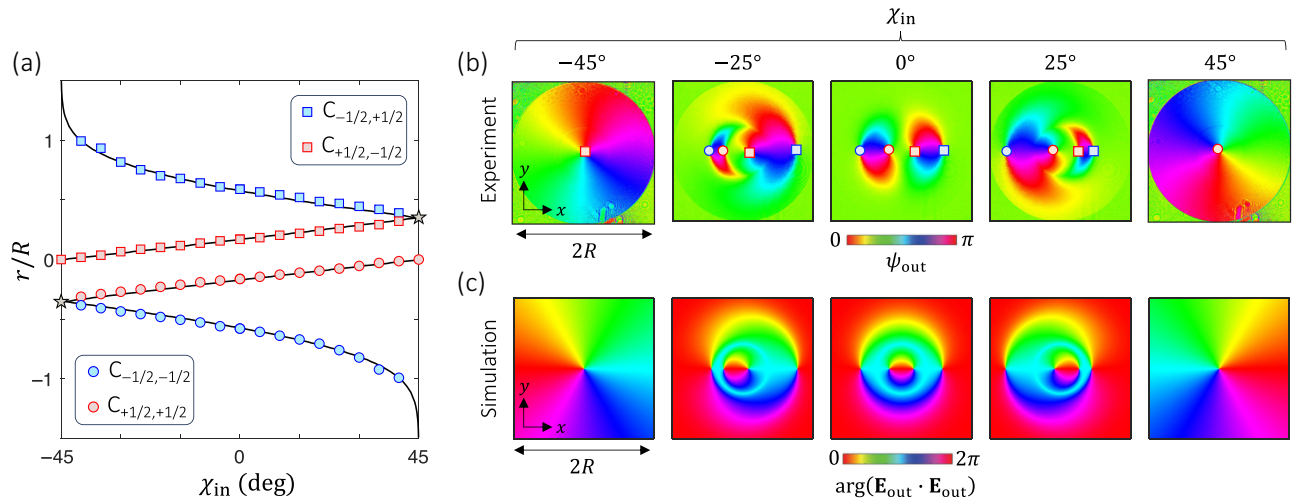 (a)
r/R
1
0
−1
C−1/2,+1/2
C+1/2,−1/2
C−1/2,−1/2
C+1/2,+1/2
-45
0
45
χin (deg)
χin
(b)
−45°
−25°
0°
25°
45°
Experiment
y
x
2R
0
π
ψout
(c)
Simulation
y
x
2R
0
2π
arg(Eout · Eout)